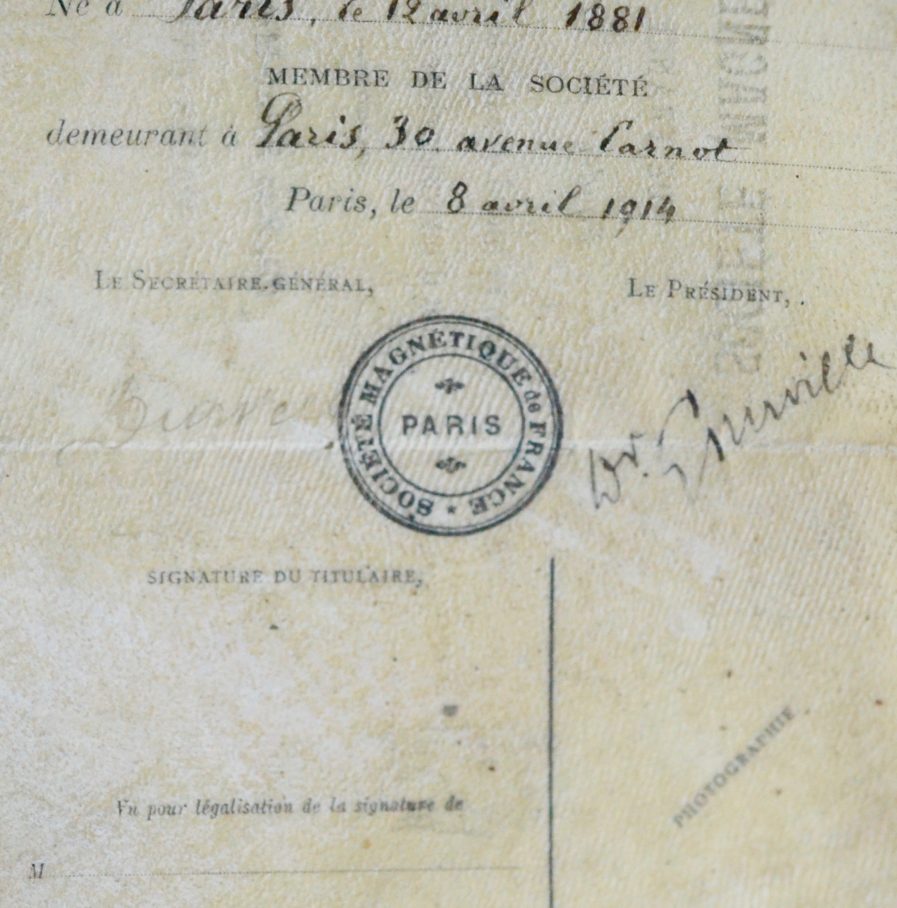 Né à Paris, le 12 avril 1881
MEMBRE DE LA SOCIÉTÉ
demeurant à Paris, 30 avenue Carnot
Paris, le 8 avril 1914
LE SECRÉTAIRE-GÉNÉRAL,
LE PRÉSIDENT,
SOCIÉTÉ MAGNÉTIQUE de FRANCE
PARIS
Dr.
SIGNATURE DU TITULAIRE,
PHOTOGRAPHIE
Vu pour légalisation de la signature de
M